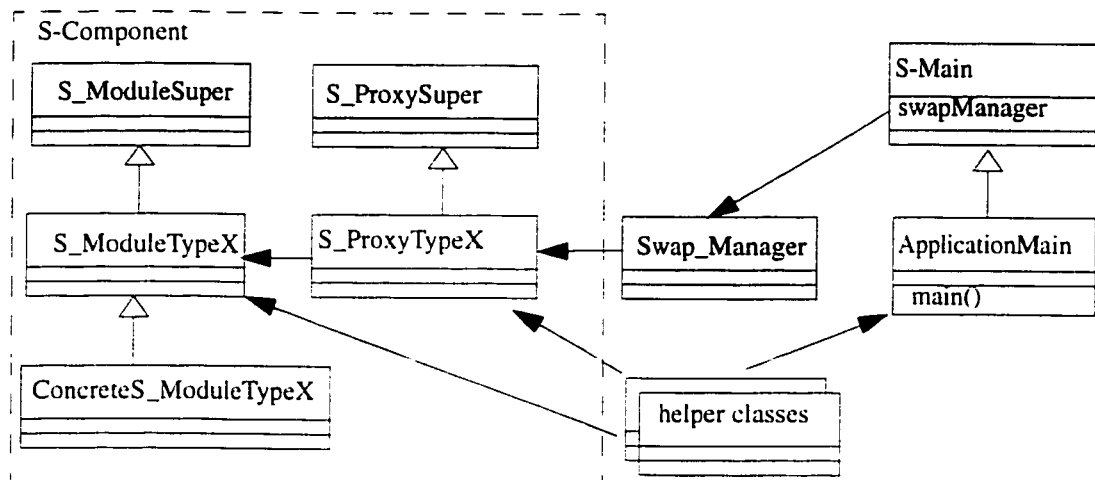 S-Component
S_ModuleSuper
S_ProxySuper
S-Main
swapManager
S_ModuleTypeX
S_ProxyTypeX
Swap_Manager
ApplicationMain
main()
ConcreteS_ModuleTypeX
helper classes